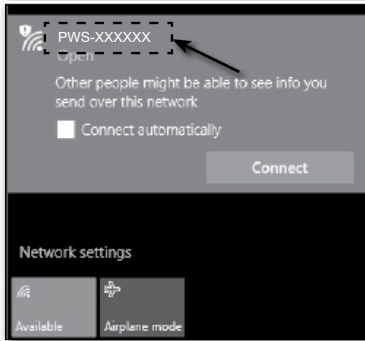 PWS-XXXXXX
Open
Other people might be able to see info you
send over this network
Connect automatically
Connect
Network settings
Available
Airplane mode